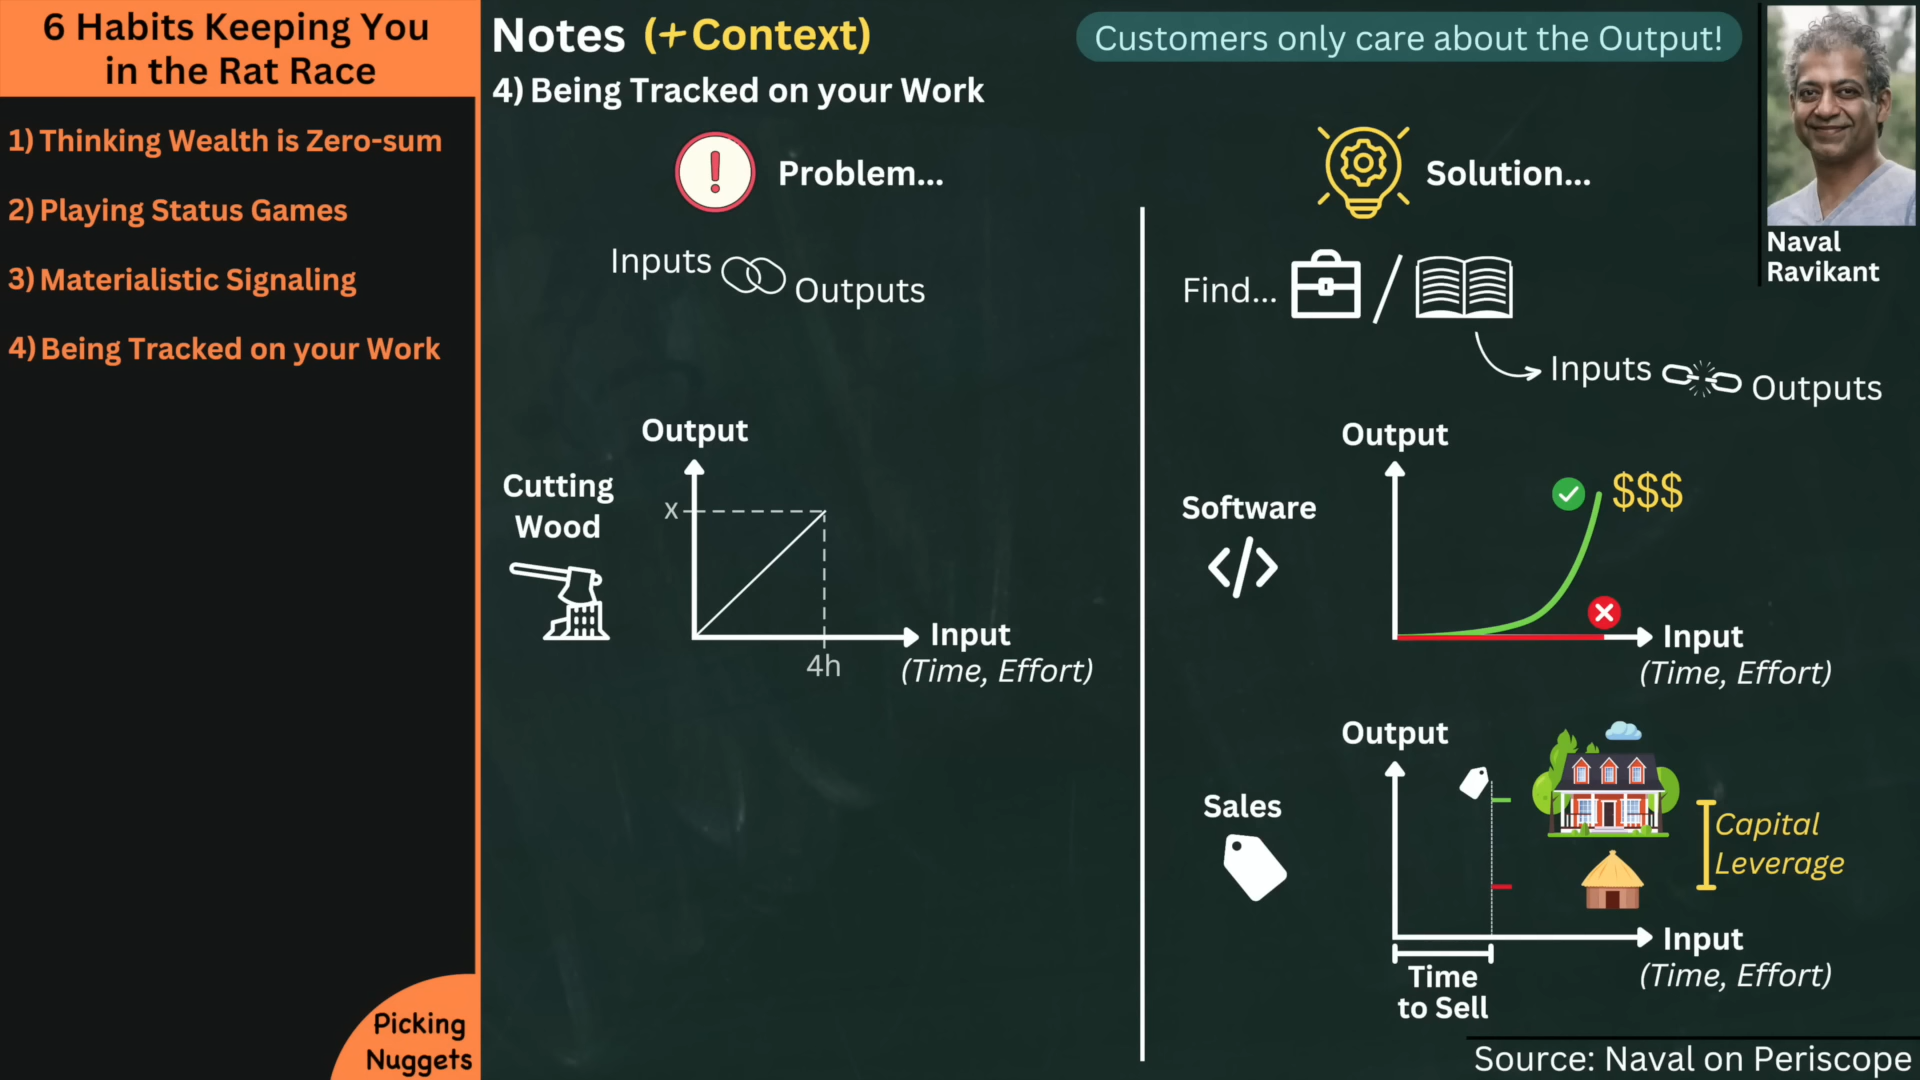 6 Habits Keeping You
in the Rat Race
1) Thinking Wealth is Zero-sum
2) Playing Status Games
3) Materialistic Signaling
4) Being Tracked on your Work
Picking
Nuggets
Notes (+Context)
Customers only care about the Output!
4) Being Tracked on your Work
Naval
Ravikant
Problem...
Inputs
Outputs
Cutting
Wood
Output
X
4h
Input
(Time, Effort)
Solution...
Find...
/
Inputs
Outputs
Software
</>
Output
$$$
Input
(Time, Effort)
Sales
Output
Capital
Leverage
Input
(Time, Effort)
Time
to Sell
Source: Naval on Periscope